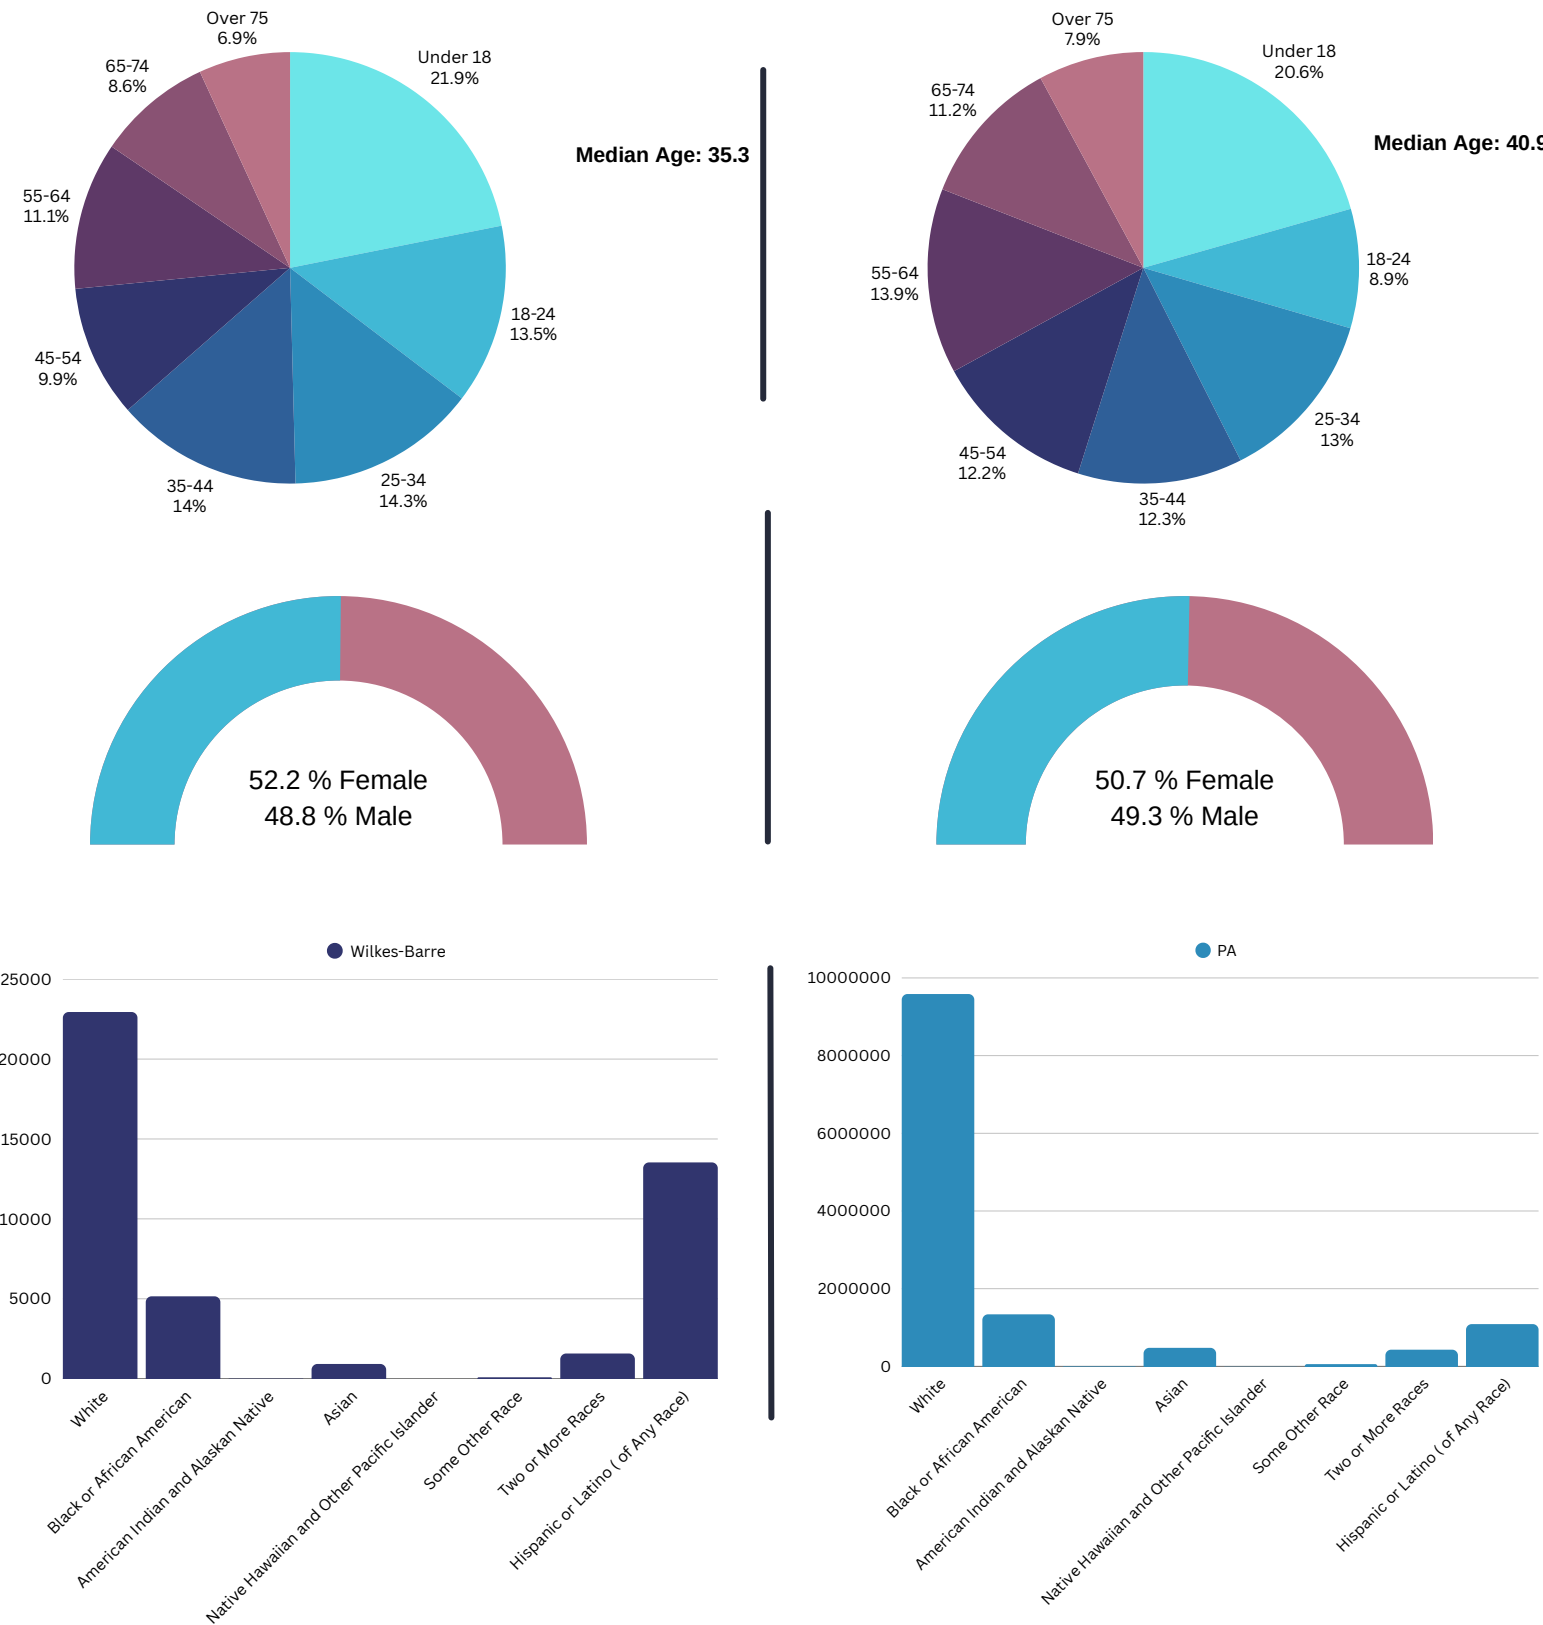 Over 75
6.9%
Under 18
21.9%
65-74
8.6%
Median Age: 35.3
55-64
11.1%
18-24
13.5%
45-54
9.9%
35-44
14%
25-34
14.3%
Over 75
7.9%
Under 18
20.6%
65-74
11.2%
Median Age: 40.9
18-24
8.9%
55-64
13.9%
25-34
13%
45-54
12.2%
35-44
12.3%
52.2 % Female
48.8 % Male
50.7 % Female
49.3 % Male
Wilkes-Barre
25000
20000
15000
10000
5000
0
White
Black or African American
American Indian and Alaskan Native
Asian
Native Hawaiian and Other Pacific Islander
Some Other Race
Two or More Races
Hispanic or Latino ( of Any Race)
PA
10000000
8000000
6000000
4000000
2000000
0
White
Black or African American
American Indian and Alaskan Native
Asian
Native Hawaiian and Other Pacific Islander
Some Other Race
Two or More Races
Hispanic or Latino ( of Any Race)